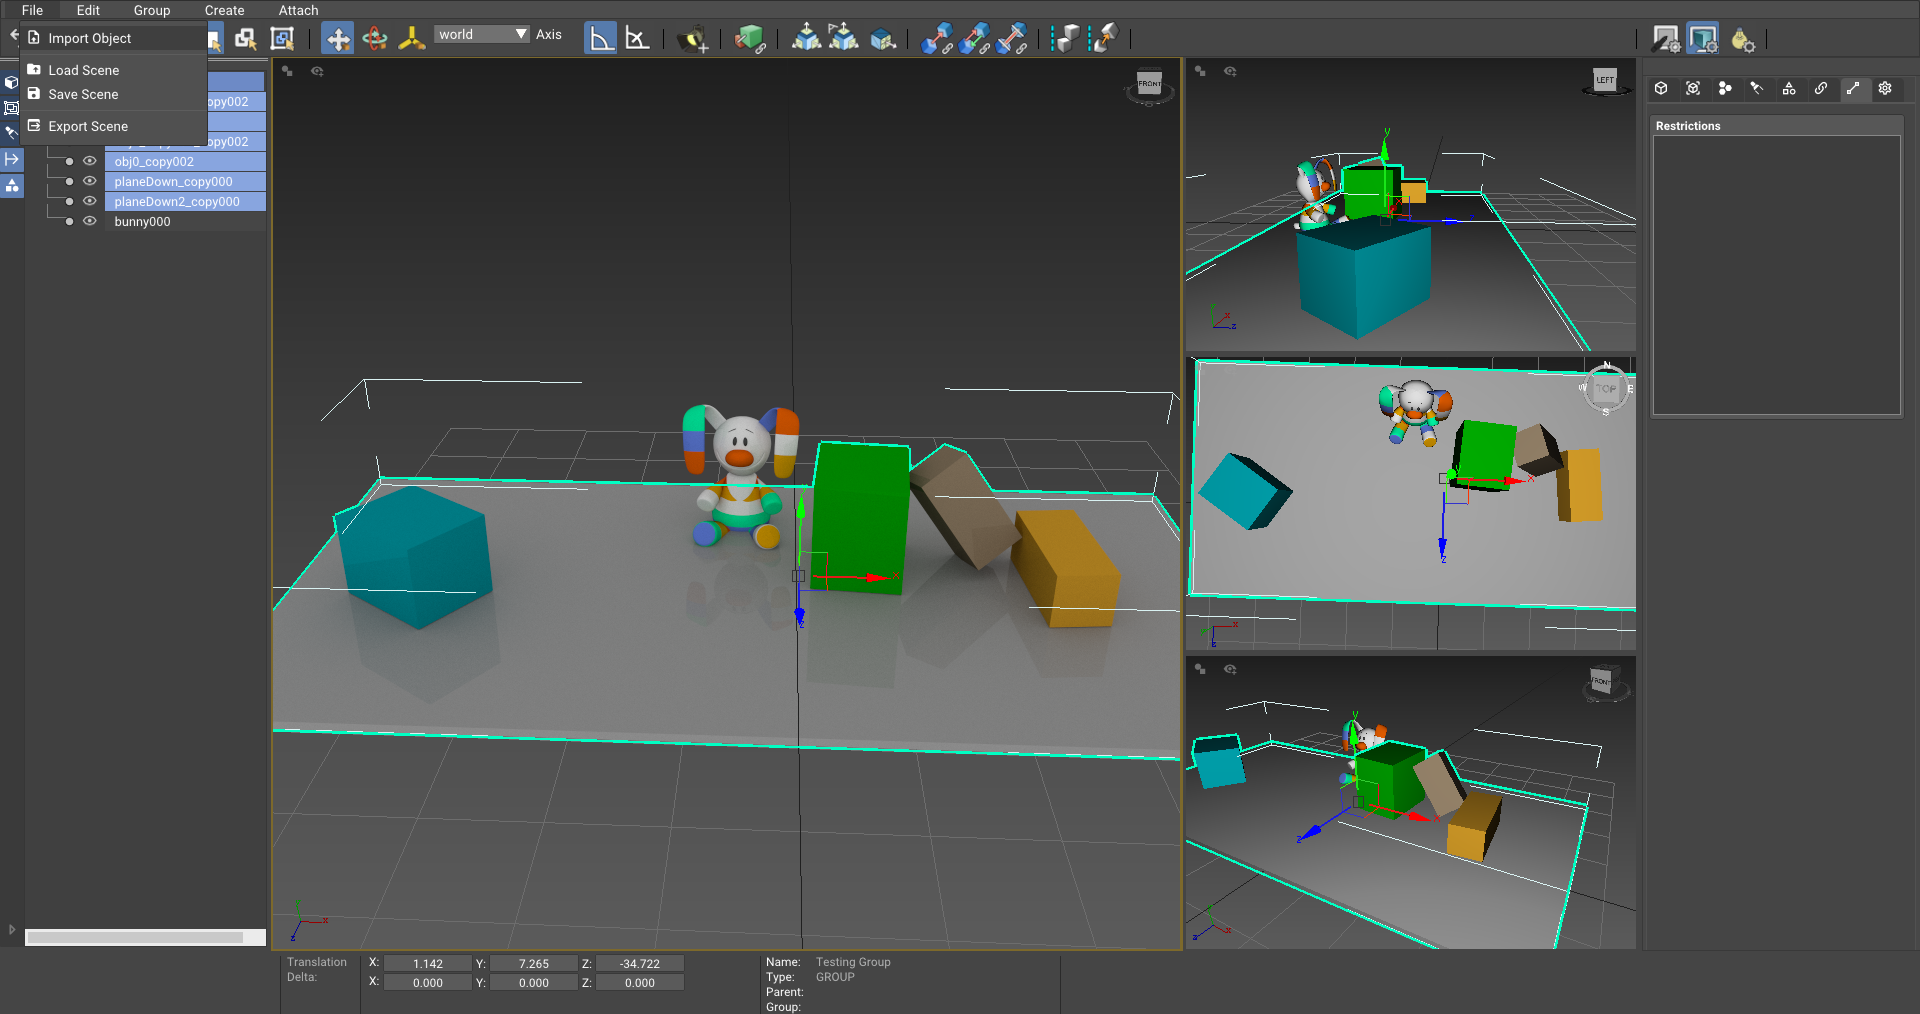 File Edit Group Create Attach
Import Object
Load Scene
Save Scene
Export Scene
world Axis
opy002
opy002
obj0_copy002
planeDown_copy000
planeDown2_copy000
bunny000
FRONT
LEFT
y
z
N
W
TOP
S
x
z
FRONT
y
x
z
Restrictions
Translation X: 1.142 Y: 7.265 Z: -34.722
Delta: X: 0.000 Y: 0.000 Z: 0.000
Name: Testing Group
Type: GROUP
Parent:
Group: